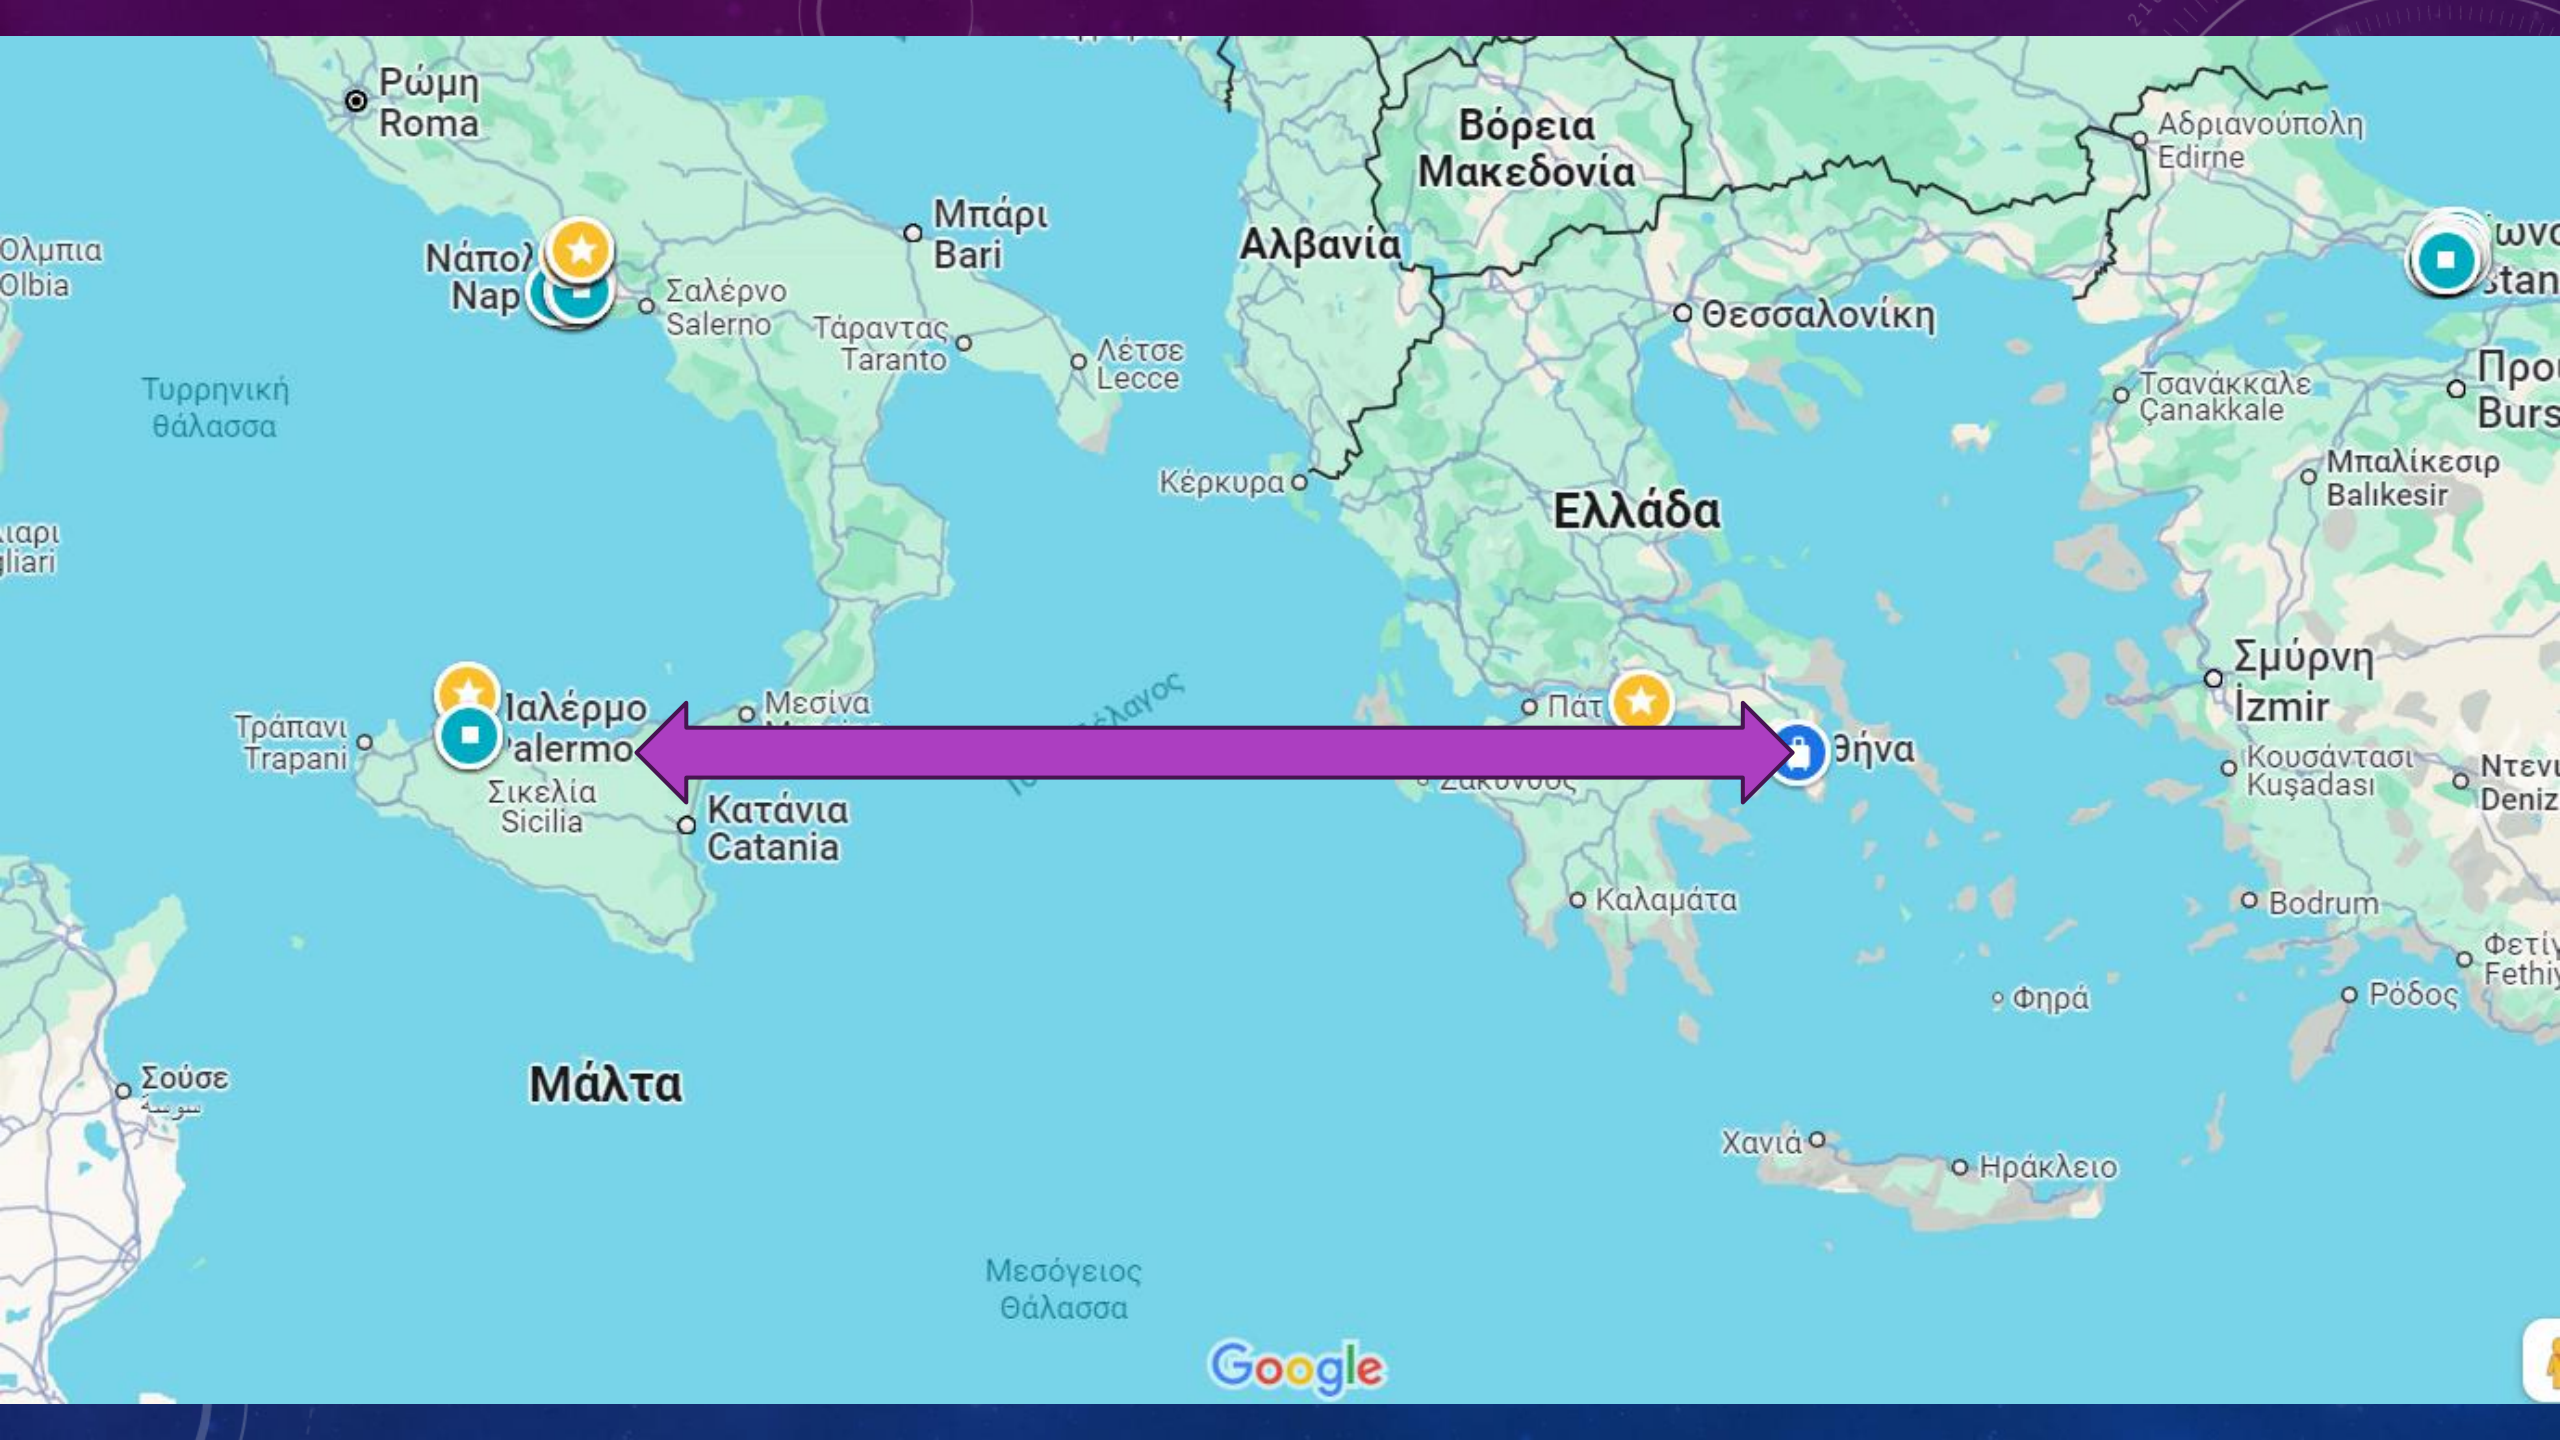 Ρώμη
Roma
Βόρεια
Μακεδονία
Αδριανούπολη
Edirne
Μπάρι
Bari
Αλβανία
Ολμπια
Olbia
Σαλέρνο
Salerno
Τάραντας
Taranto
Λέτσε
Lecce
Θεσσαλονίκη
Τυρρηνική
θάλασσα
Τσανάκκαλε
Çanakkale
Μπαλίκεσιρ
Balıkesir
Κέρκυρα
Ελλάδα
Σμύρνη
İzmir
Τράπανι
Trapani
Μεσίνα
Σικελία
Sicilia
Κατάνια
Catania
Κουσάντασι
Kuşadası
Καλαμάτα
Bodrum
Φηρά
Ρόδος
Μάλτα
Σούσε
سوسة
Χανιά
Ηράκλειο
Μεσόγειος
Θάλασσα
Google